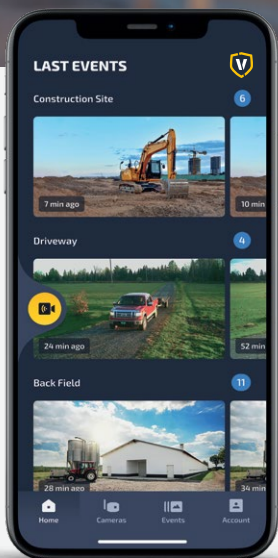 LAST EVENTS
V
Construction Site
6
7 min ago
10 min
Driveway
4
24 min ago
52 min
Back Field
11
28 min ago
34 min
Home
Cameras
Events
Account